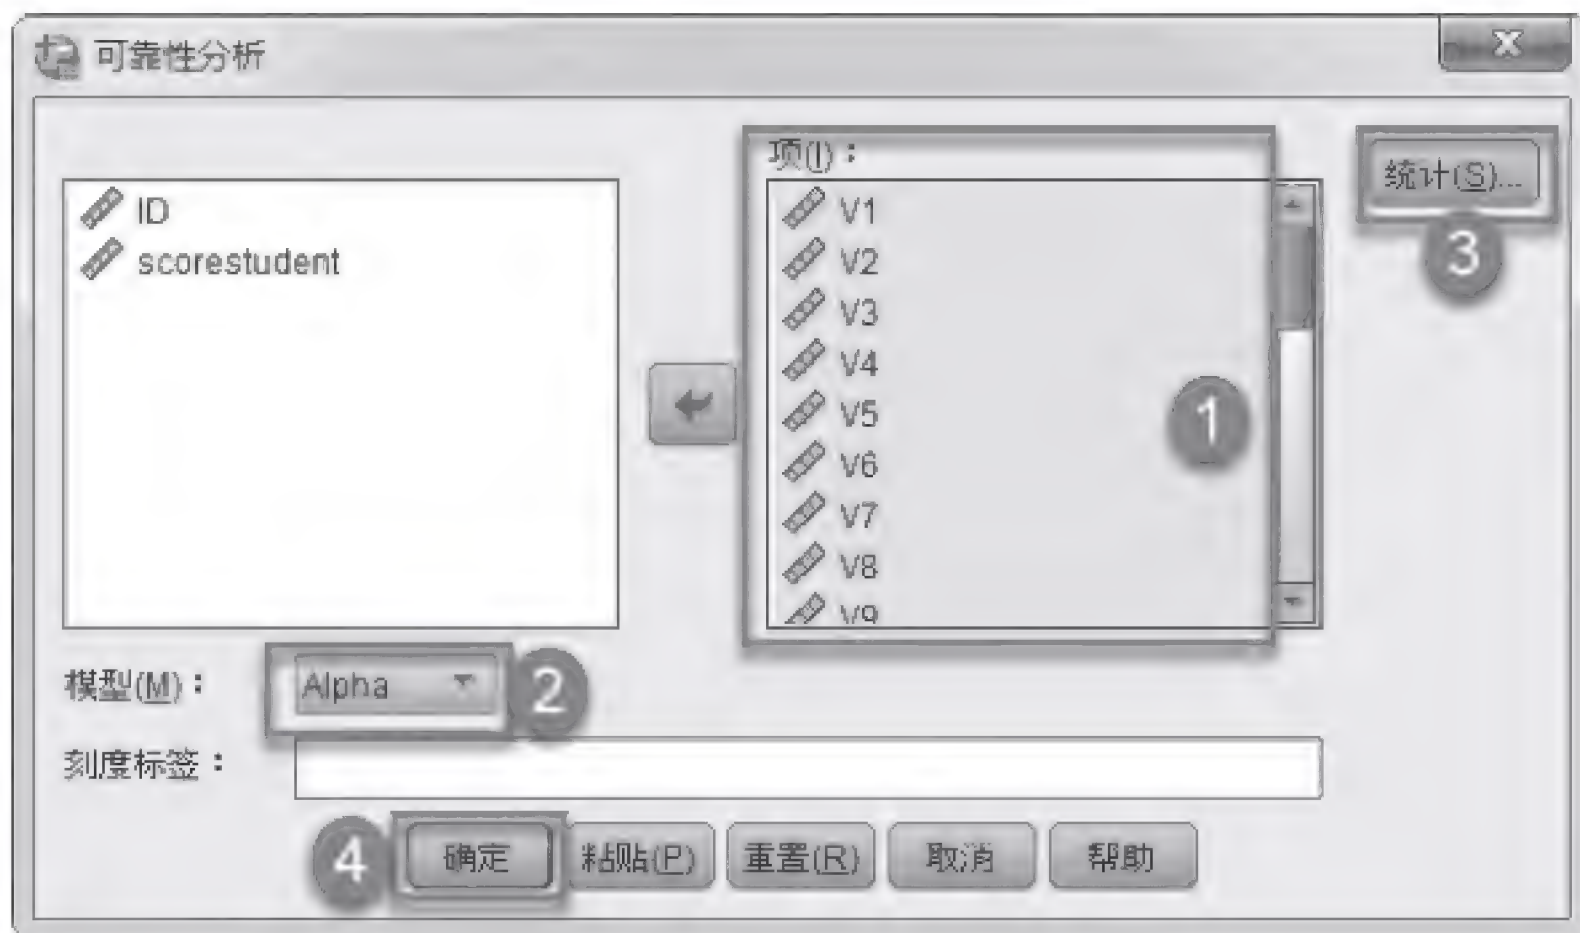 可靠性分析
项(I)：
统计(S)...
3
ID
scorestudent
V1
V2
V3
V4
V5
V6
V7
V8
V9
1
模型(M)：
Alpha
2
刻度标签：
4
确定
粘贴(P)
重置(R)
取消
帮助